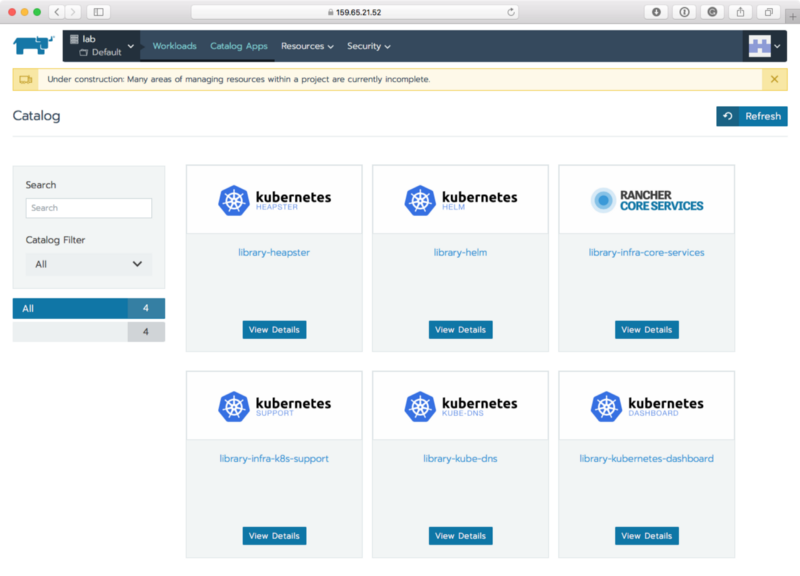 159.65.21.52
lab
Default
Workloads
Catalog Apps
Resources
Security
Under construction: Many areas of managing resources within a project are currently incomplete.
Catalog
Refresh
Search
Search
Catalog Filter
All
All 4
4
kubernetes
HEAPSTER
library-heapster
View Details
kubernetes
HELM
library-helm
View Details
RANCHER
CORE SERVICES
library-infra-core-services
View Details
kubernetes
SUPPORT
library-infra-k8s-support
View Details
kubernetes
KUBE-DNS
library-kube-dns
View Details
kubernetes
DASHBOARD
library-kubernetes-dashboard
View Details